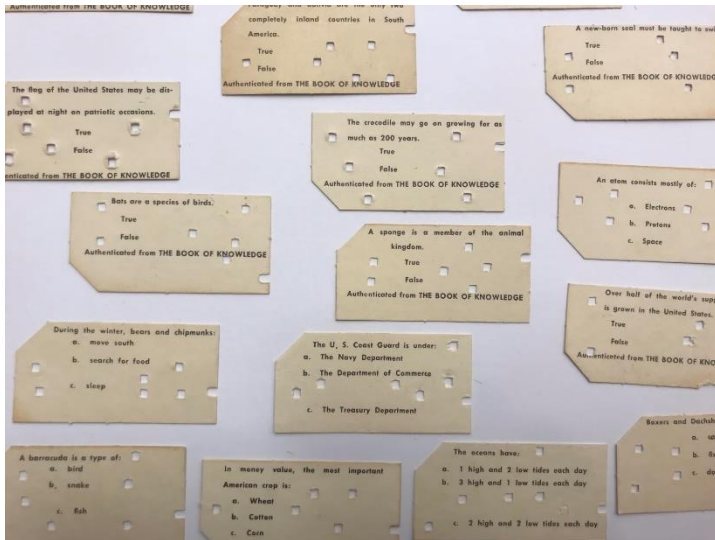 Authenticated from THE BOOK OF KNOWLEDGE
completely inland countries in South
America.
True
False
Authenticated from THE BOOK OF KNOWLEDGE
A new-born seal must be taught to
True
False
Authenticated from THE BOOK OF
The flag of the United States may be dis-
played at night on patriotic occasions.
True
False
Authenticated from THE BOOK OF KNOWLEDGE
The crocodile may go on growing for as
much as 200 years.
True
False
Authenticated from THE BOOK OF KNOWLEDGE
An atom consists mostly of:
a. Electrons
b. Protons
c. Space
Bats are a species of birds.
True
False
Authenticated from THE BOOK OF KNOWLEDGE
A sponge is a member of the animal
kingdom.
True
False
Authenticated from THE BOOK OF KNOWLEDGE
Over half of the world's
is grown in the United States.
True
False
Authenticated from THE BOOK OF
During the winter, bears and chipmunks:
a. move south
b. search for food
c. sleep
The U. S. Coast Guard is under:
a. The Navy Department
b. The Department of Commerce
c. The Treasury Department
Boxers and
a.
b.
c.
A barracuda is a type of:
a. bird
b. snake
c. fish
In money value, the most important
American crop is:
a. Wheat
b. Cotton
c. Corn
The oceans have:
a. 1 high and 2 low tides each day
b. 3 high and 1 low tides each day
c. 2 high and 2 low tides each day